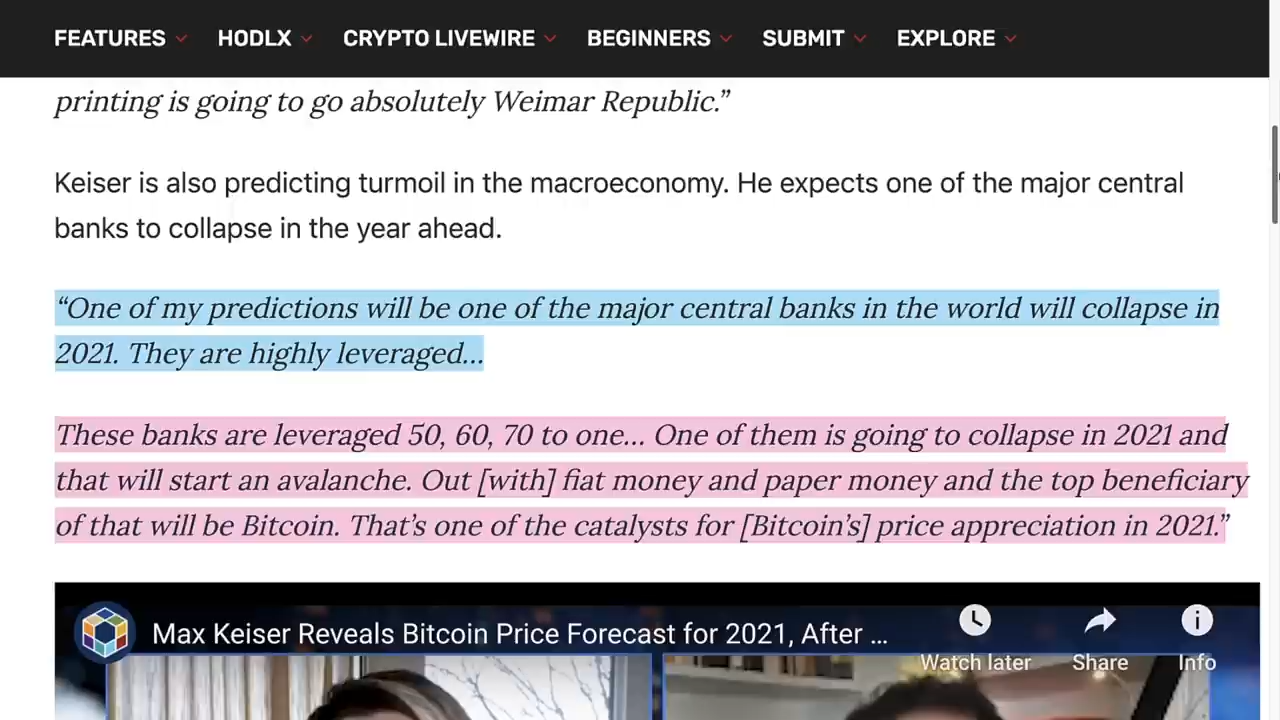 FEATURES HODLX CRYPTO LIVEWIRE BEGINNERS SUBMIT EXPLORE
printing is going to go absolutely Weimar Republic.”
Keiser is also predicting turmoil in the macroeconomy. He expects one of the major central
banks to collapse in the year ahead.
“One of my predictions will be one of the major central banks in the world will collapse in
2021. They are highly leveraged…
These banks are leveraged 50, 60, 70 to one… One of them is going to collapse in 2021 and
that will start an avalanche. Out [with] fiat money and paper money and the top beneficiary
of that will be Bitcoin. That’s one of the catalysts for [Bitcoin’s] price appreciation in 2021.”
Max Keiser Reveals Bitcoin Price Forecast for 2021, After ...
Watch later Share Info